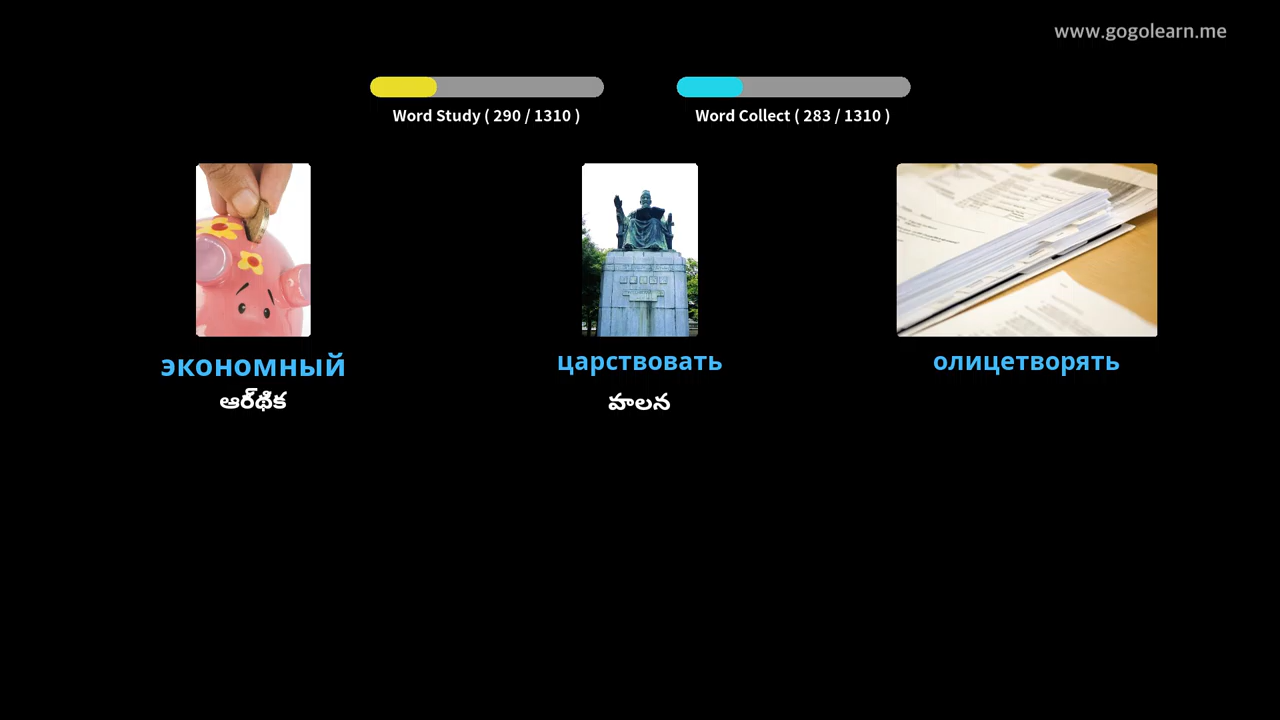 www.gogolearn.me
Word Study ( 290 / 1310 )
Word Collect ( 283 / 1310 )
экономный
царствовать
олицетворять
ఆర్థిక
పాలన